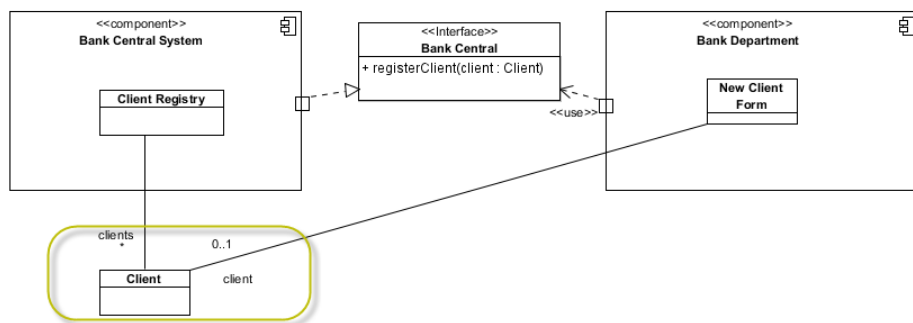 <<component>>
Bank Central System
Client Registry
<<Interface>>
Bank Central
+ registerClient(client : Client)
<<component>>
Bank Department
New Client
Form
<<use>>
clients
*
0..1
Client
client